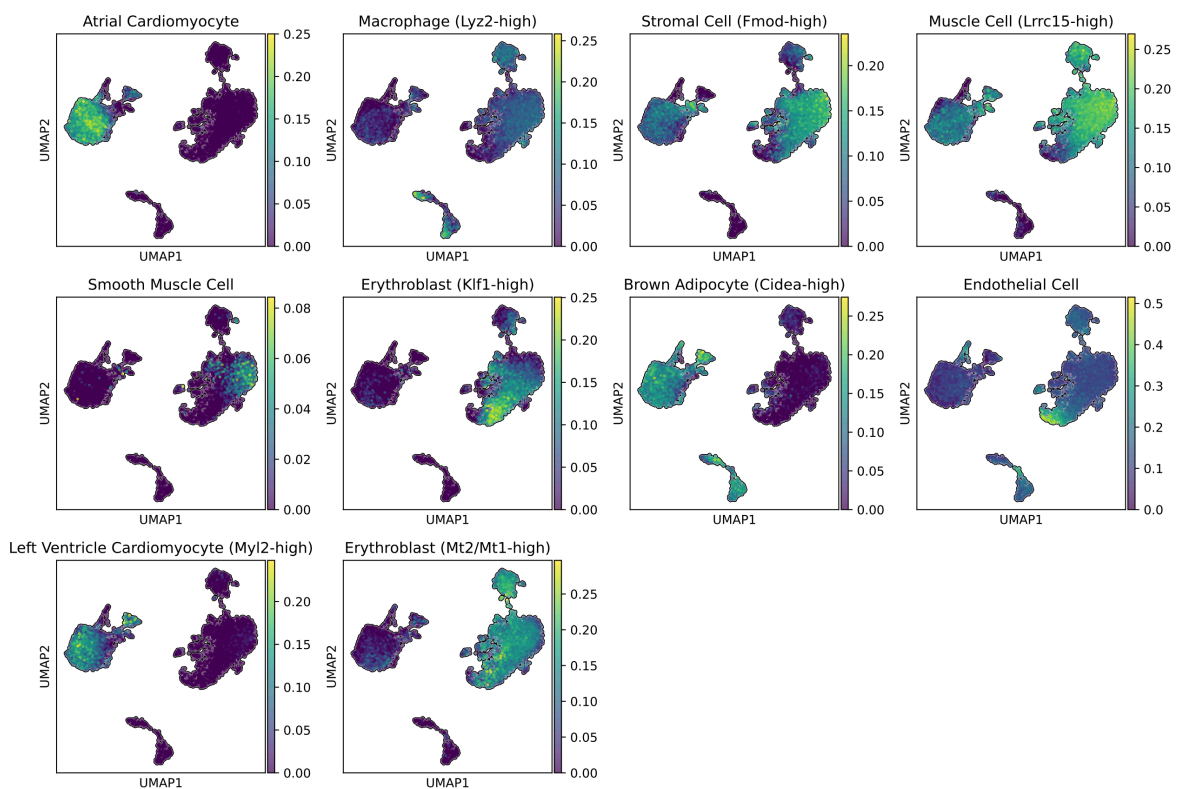 Atrial Cardiomyocyte
UMAP2
UMAP1
0.25
0.20
0.15
0.10
0.05
0.00
Macrophage (Lyz2-high)
UMAP2
UMAP1
0.25
0.20
0.15
0.10
0.05
0.00
Stromal Cell (Fmod-high)
UMAP2
UMAP1
0.20
0.15
0.10
0.05
0.00
Muscle Cell (Lrrc15-high)
UMAP2
UMAP1
0.25
0.20
0.15
0.10
0.05
0.00
Smooth Muscle Cell
UMAP2
UMAP1
0.08
0.06
0.04
0.02
0.00
Erythroblast (Klf1-high)
UMAP2
UMAP1
0.25
0.20
0.15
0.10
0.05
0.00
Brown Adipocyte (Cidea-high)
UMAP2
UMAP1
0.25
0.20
0.15
0.10
0.05
0.00
Endothelial Cell
UMAP2
UMAP1
0.5
0.4
0.3
0.2
0.1
0.0
Left Ventricle Cardiomyocyte (Myl2-high)
UMAP2
UMAP1
0.20
0.15
0.10
0.05
0.00
Erythroblast (Mt2/Mt1-high)
UMAP2
UMAP1
0.25
0.20
0.15
0.10
0.05
0.00